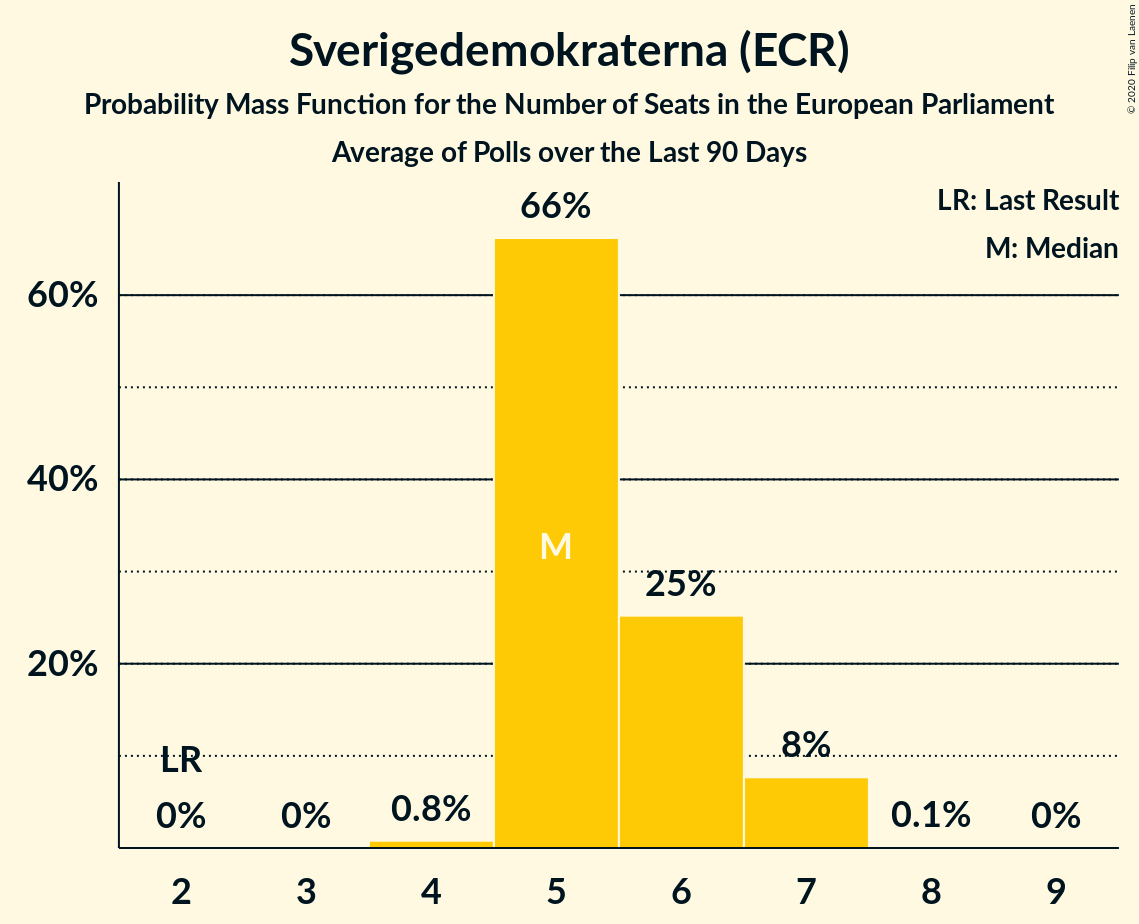 Sverigedemokraterna (ECR)
Probability Mass Function for the Number of Seats in the European Parliament
Average of Polls over the Last 90 Days
© 2020 Filip van Laenen
LR: Last Result
M: Median
66%
60%
40%
M
25%
20%
LR
8%
0%
0%
0.8%
0.1%
0%
2 3 4 5 6 7 8 9